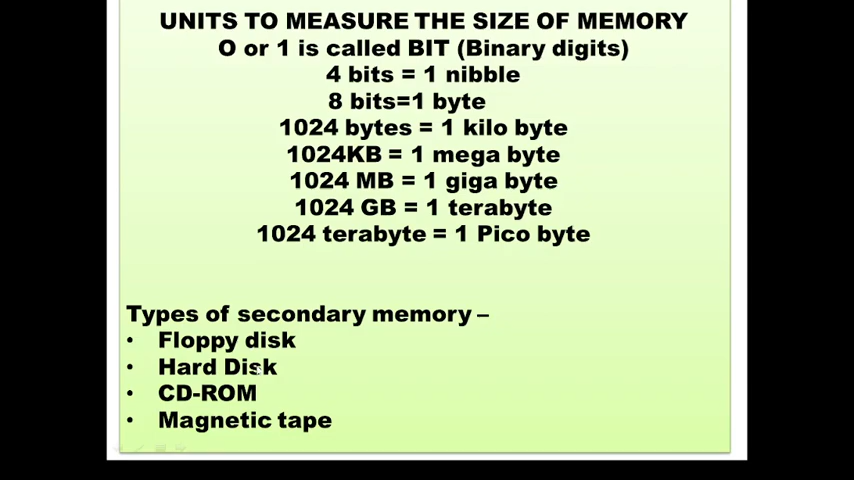 UNITS TO MEASURE THE SIZE OF MEMORY
O or 1 is called BIT (Binary digits)
4 bits = 1 nibble
8 bits=1 byte
1024 bytes = 1 kilo byte
1024KB = 1 mega byte
1024 MB = 1 giga byte
1024 GB = 1 terabyte
1024 terabyte = 1 Pico byte
Types of secondary memory –
• Floppy disk
• Hard Disk
• CD-ROM
• Magnetic tape